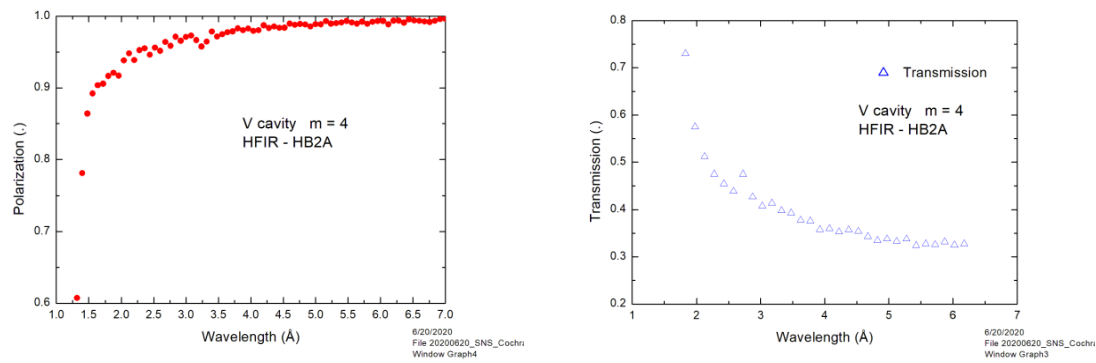 1.0
0.9
0.8
0.7
0.6
Polarization (.)
V cavity m = 4
HFIR - HB2A
1.0 1.5 2.0 2.5 3.0 3.5 4.0 4.5 5.0 5.5 6.0 6.5 7.0
Wavelength (Å)
6/20/2020
File 20200620_SNS_Cochra
Window Graph4
0.8
0.7
0.6
0.5
0.4
0.3
0.2
Transmission (.)
Transmission
V cavity m = 4
HFIR - HB2A
1 2 3 4 5 6 7
Wavelength (Å)
6/20/2020
File 20200620_SNS_Cochra
Window Graph3